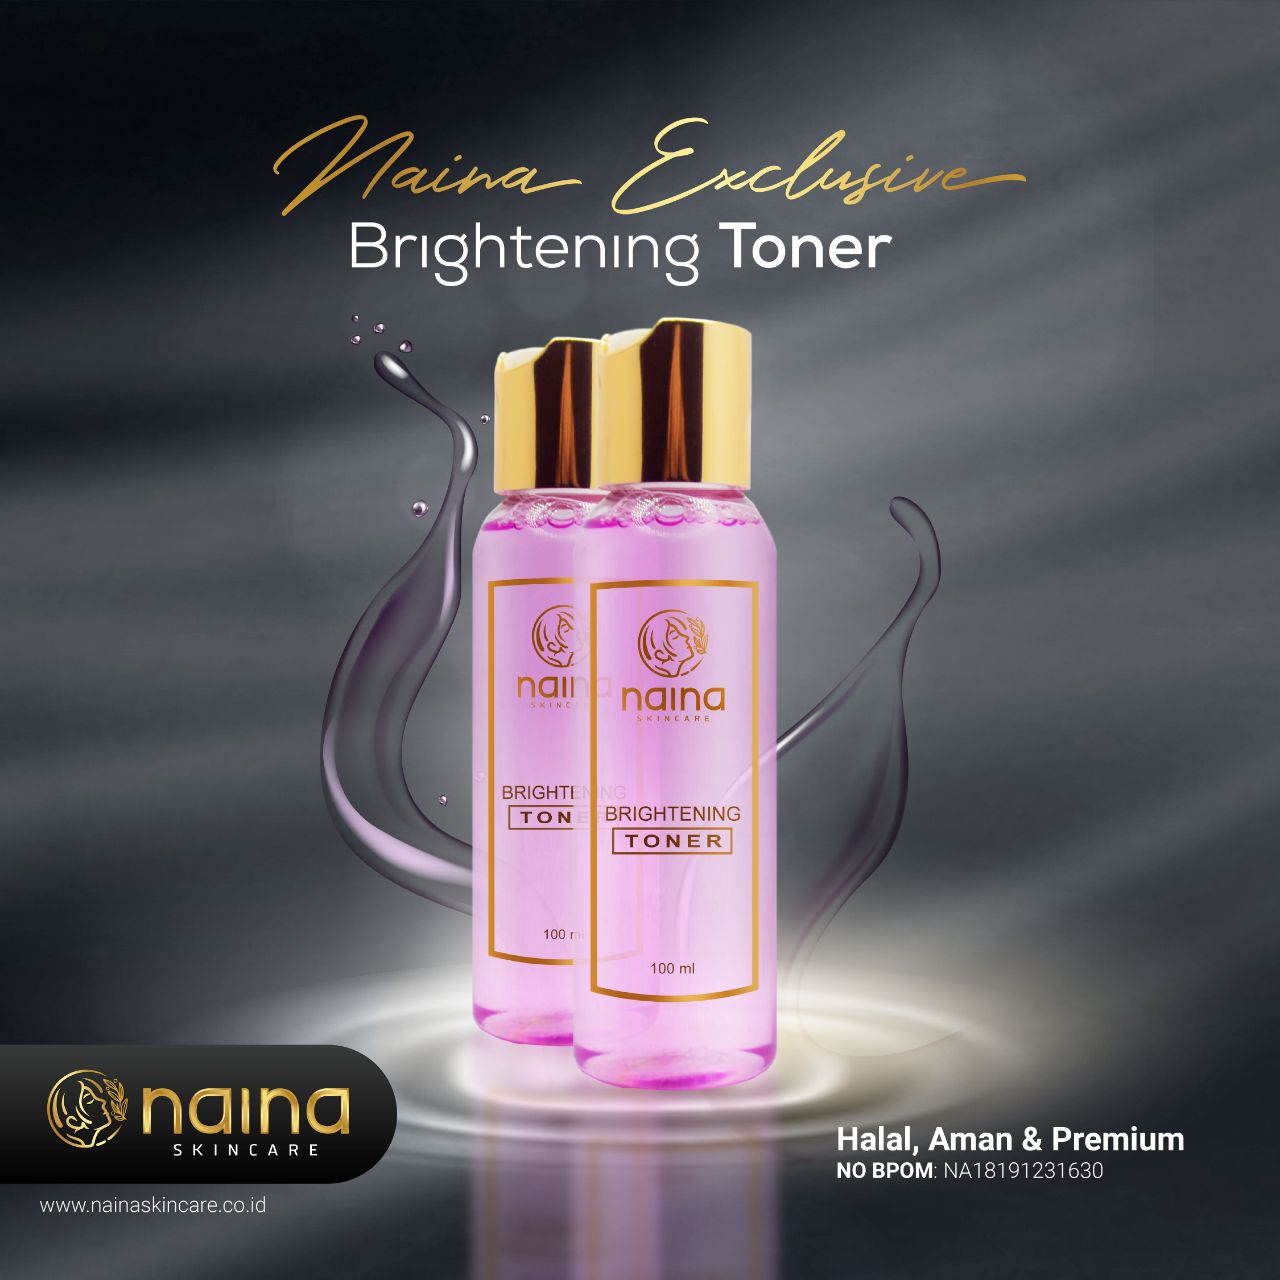 Naina Exclusive
Brightening Toner
naina
SKINCARE
BRIGHTENING
TONER
100 ml
naina
SKINCARE
BRIGHTENING
TONER
100 ml
naina
SKINCARE
www.nainaskincare.co.id
Halal, Aman & Premium
NO BPOM: NA18191231630